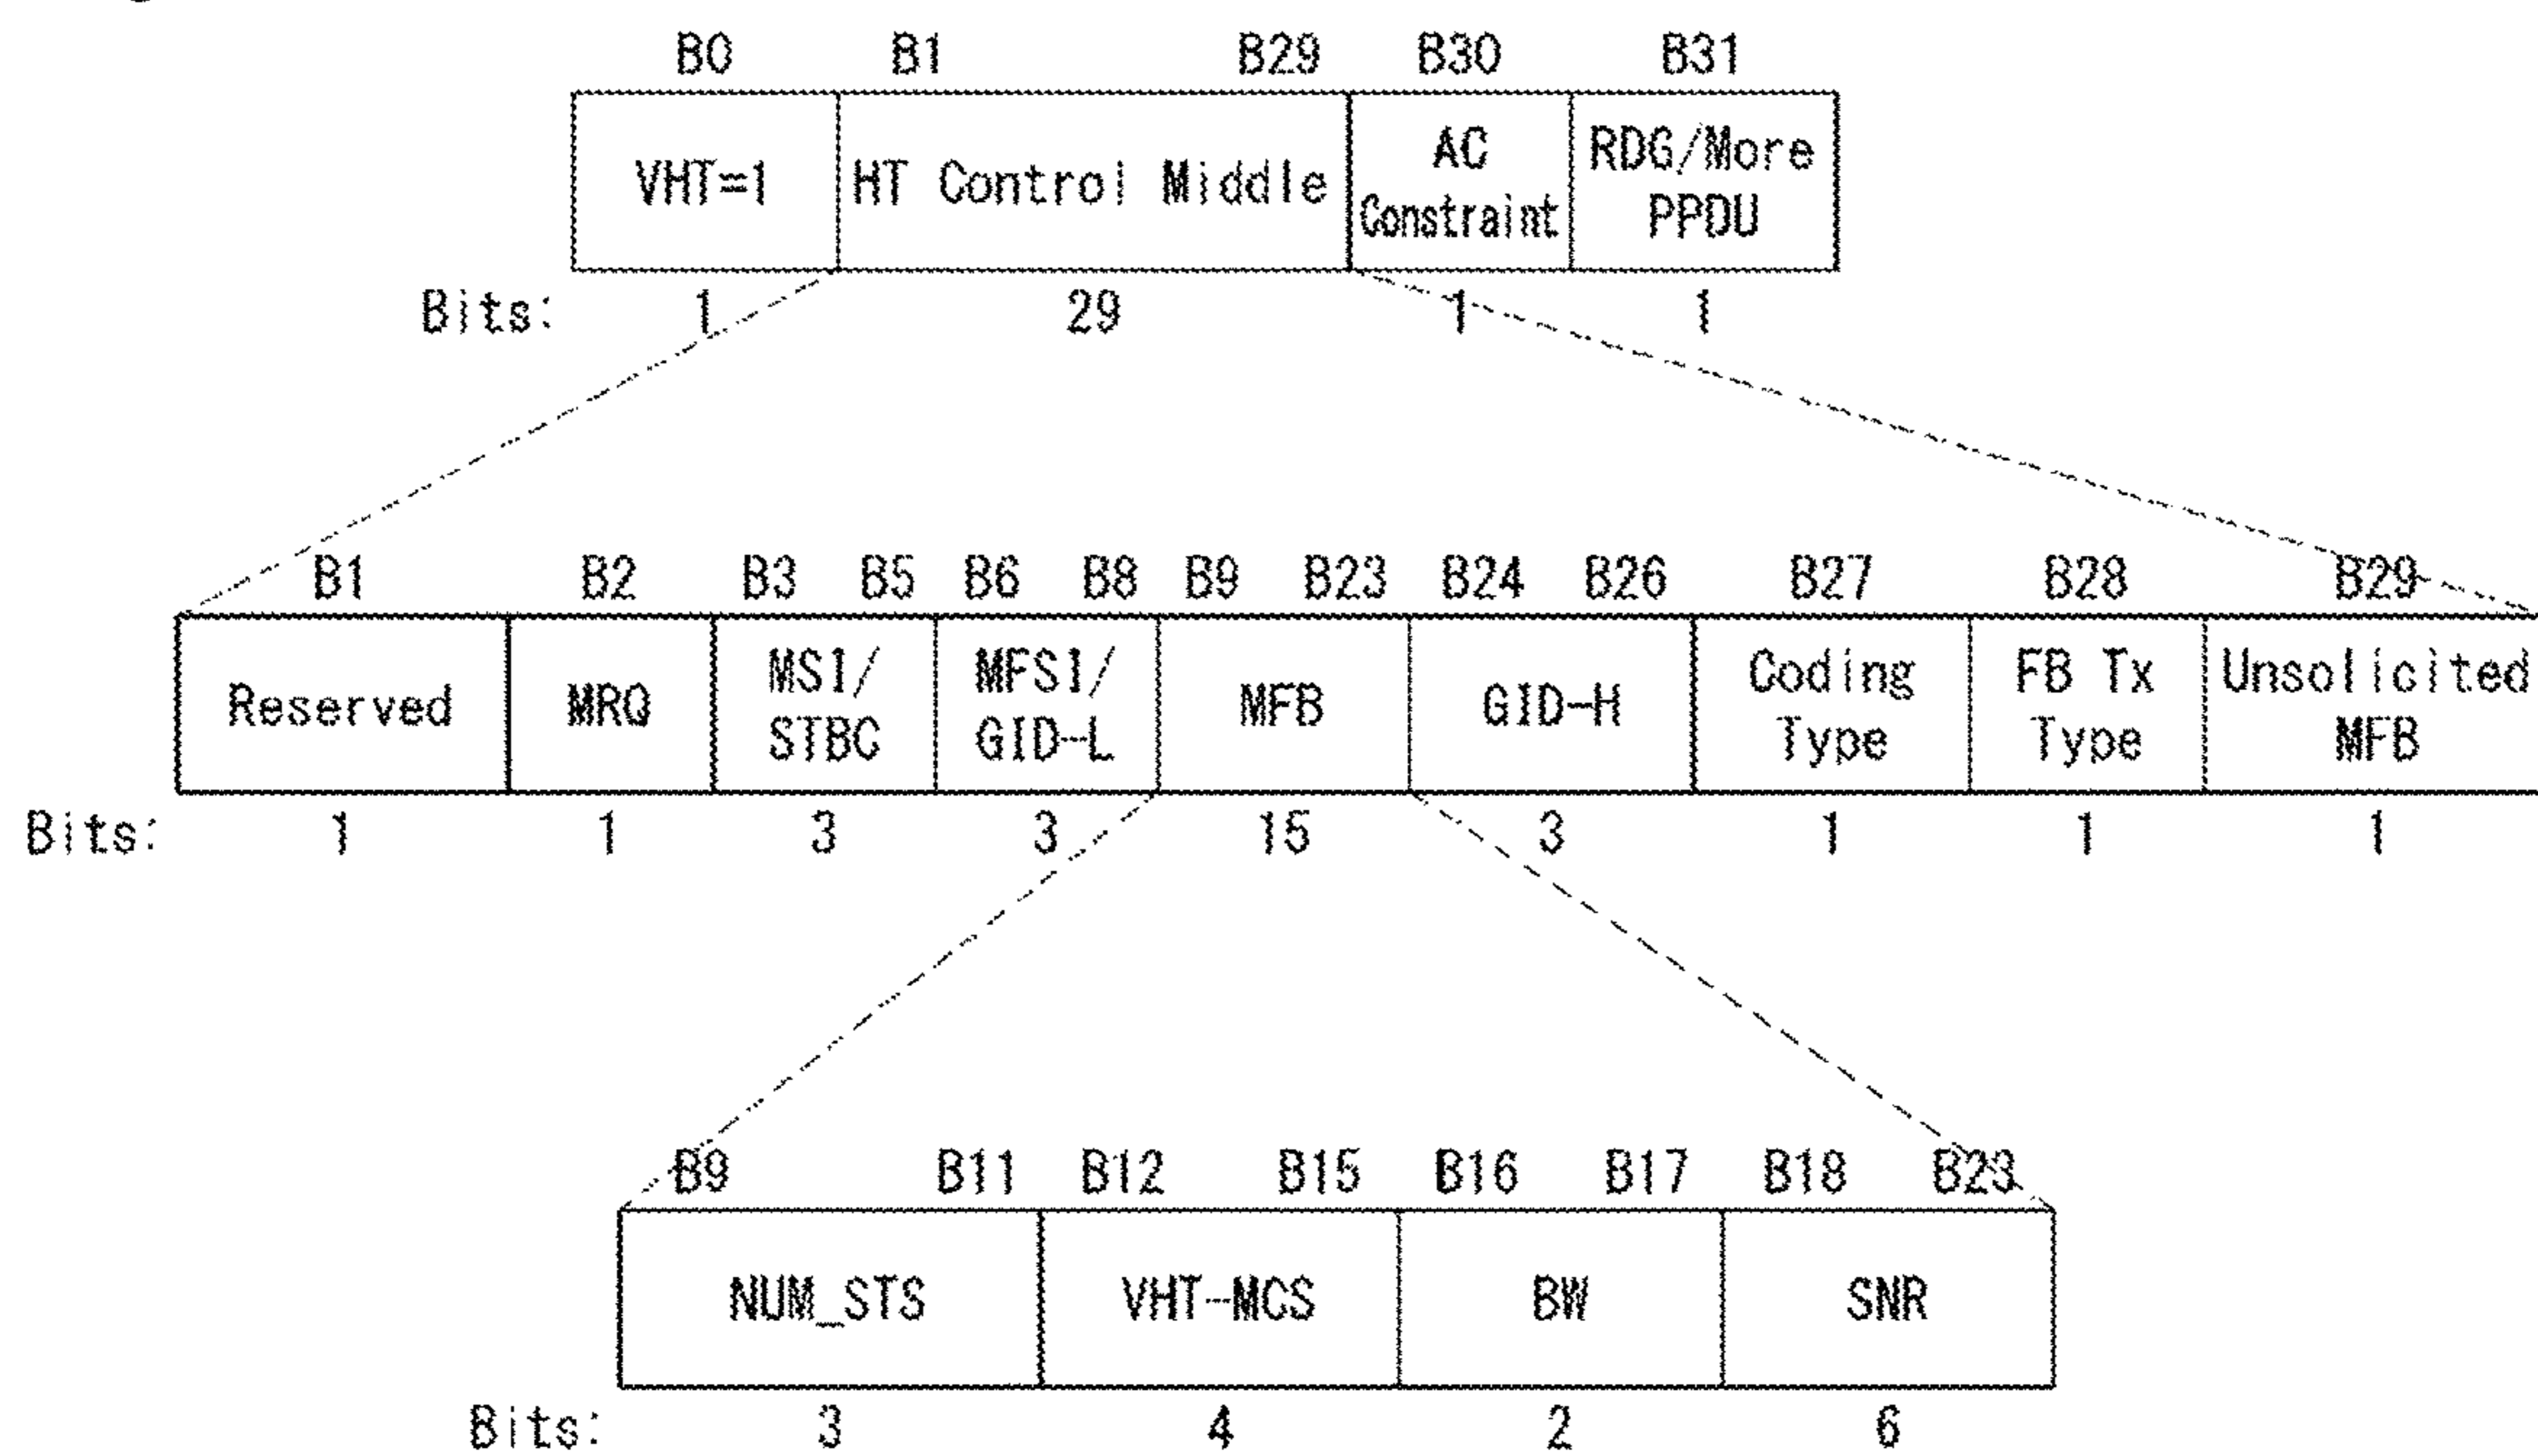 B0 B1 B29 B30 B31
VHT=1 HT Control Middle AC Constraint RDG/More PPDU
Bits: 1 29 1 1
B1 B2 B3 B5 B6 B8 B9 B23 B24 B26 B27 B28 B29
Reserved MRQ MSI/ STBC MFSI/ GID-L MFB GID-H Coding Type FB Tx Type Unsolicited MFB
Bits: 1 1 3 3 15 3 1 1 1
B9 B11 B12 B15 B16 B17 B18 B23
NUM_STS VHT-MCS BW SNR
Bits: 3 4 2 6